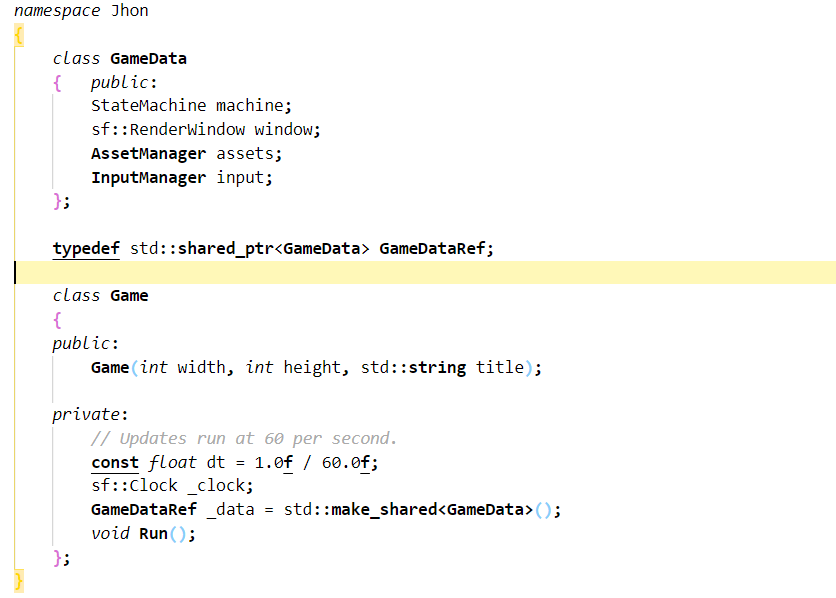 namespace Jhon
{
class GameData
{ public:
StateMachine machine;
sf::RenderWindow window;
AssetManager assets;
InputManager input;
};
typedef std::shared_ptr<GameData> GameDataRef;
class Game
{
public:
Game(int width, int height, std::string title);
private:
// Updates run at 60 per second.
const float dt = 1.0f / 60.0f;
sf::Clock _clock;
GameDataRef _data = std::make_shared<GameData>();
void Run();
};
}